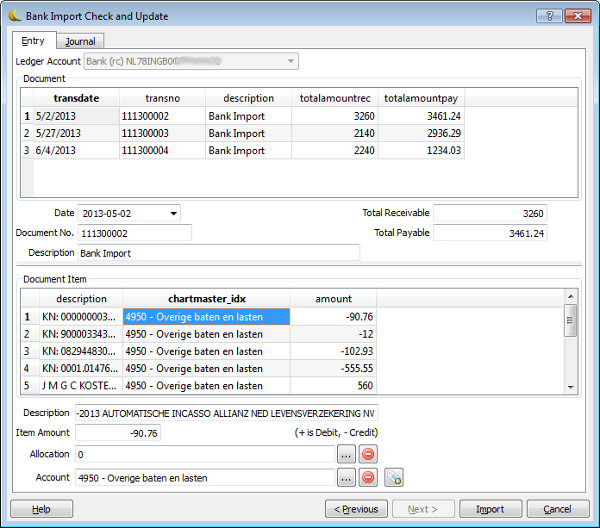 Bank Import Check and Update
Entry Journal
Ledger Account Bank (rc) NL78INGB0
Document
transdate transno description totalamountrec totalamountpay
1 5/2/2013 111300002 Bank Import 3260 3461.24
2 5/27/2013 111300003 Bank Import 2140 2936.29
3 6/4/2013 111300004 Bank Import 2240 1234.03
Date 2013-05-02 Total Receivable 3260
Document No. 111300002 Total Payable 3461.24
Description Bank Import
Document Item
description chartmaster_idx amount
1 KN: 000000003... 4950 - Overige baten en lasten -90.76
2 KN: 900003343... 4950 - Overige baten en lasten -12
3 KN: 082944830... 4950 - Overige baten en lasten -102.93
4 KN: 0001.01476... 4950 - Overige baten en lasten -555.55
5 J M G C KOSTE... 4950 - Overige baten en lasten 560
Description -2013 AUTOMATISCHE INCASSO ALLIANZ NED LEVENSVERZEKERING NV
Item Amount -90.76 (+ is Debit, - Credit)
Allocation 0 ...
Account 4950 - Overige baten en lasten ...
Help < Previous Next > Import Cancel